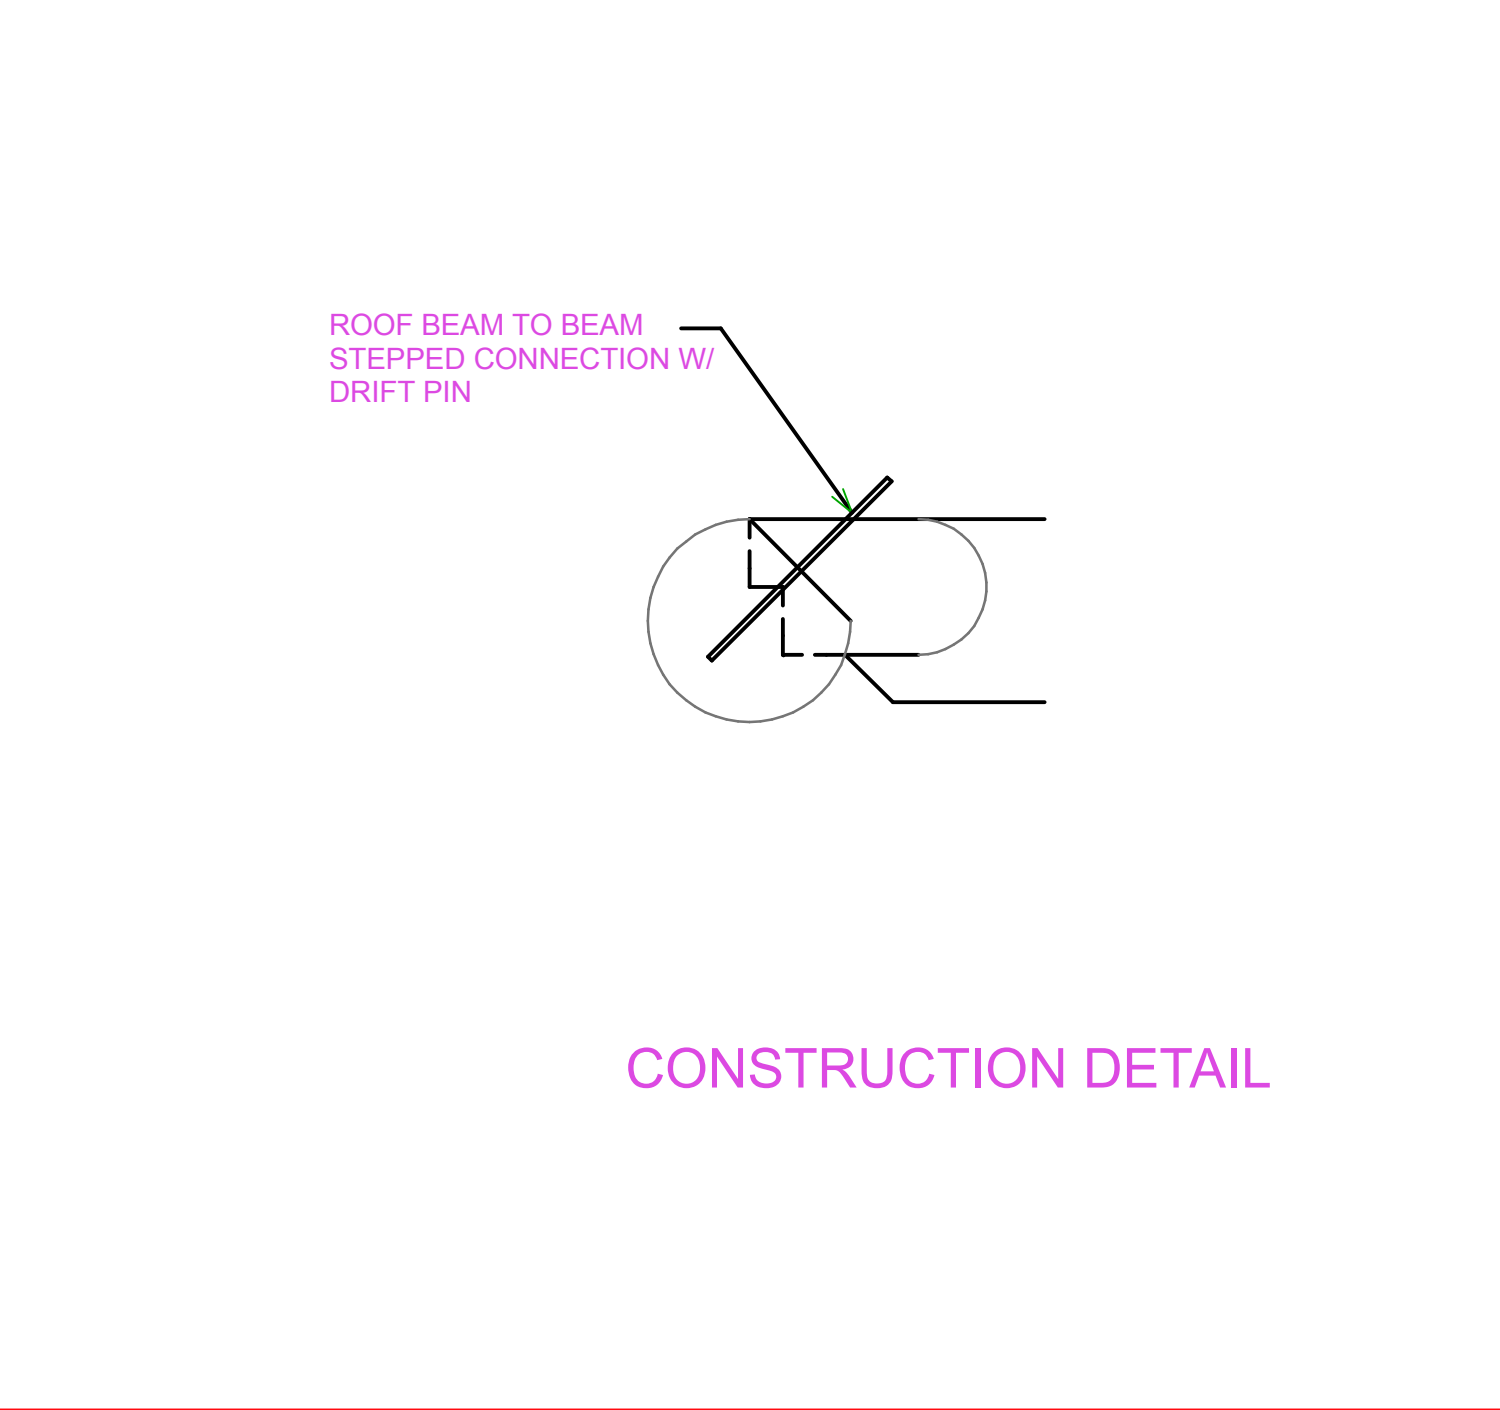 ROOF BEAM TO BEAM
STEPPED CONNECTION W/
DRIFT PIN
CONSTRUCTION DETAIL